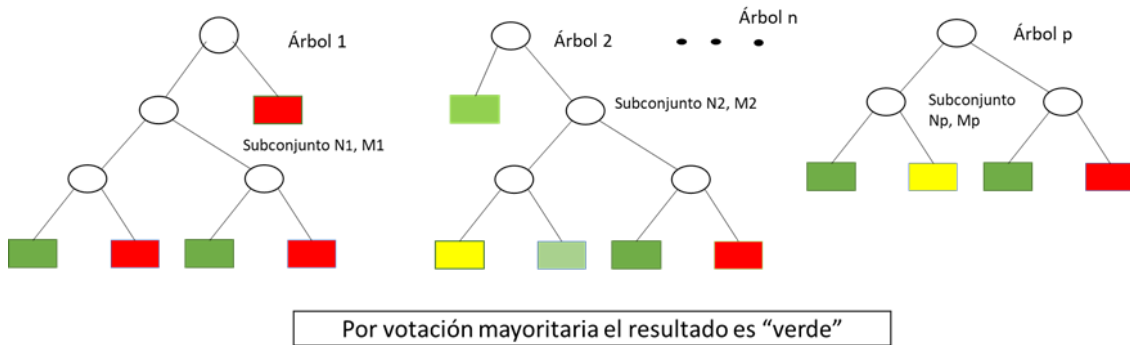 Árbol 1
Árbol 2
Árbol n
Árbol p
Subconjunto N1, M1
Subconjunto N2, M2
Subconjunto
Np, Mp
Por votación mayoritaria el resultado es “verde”